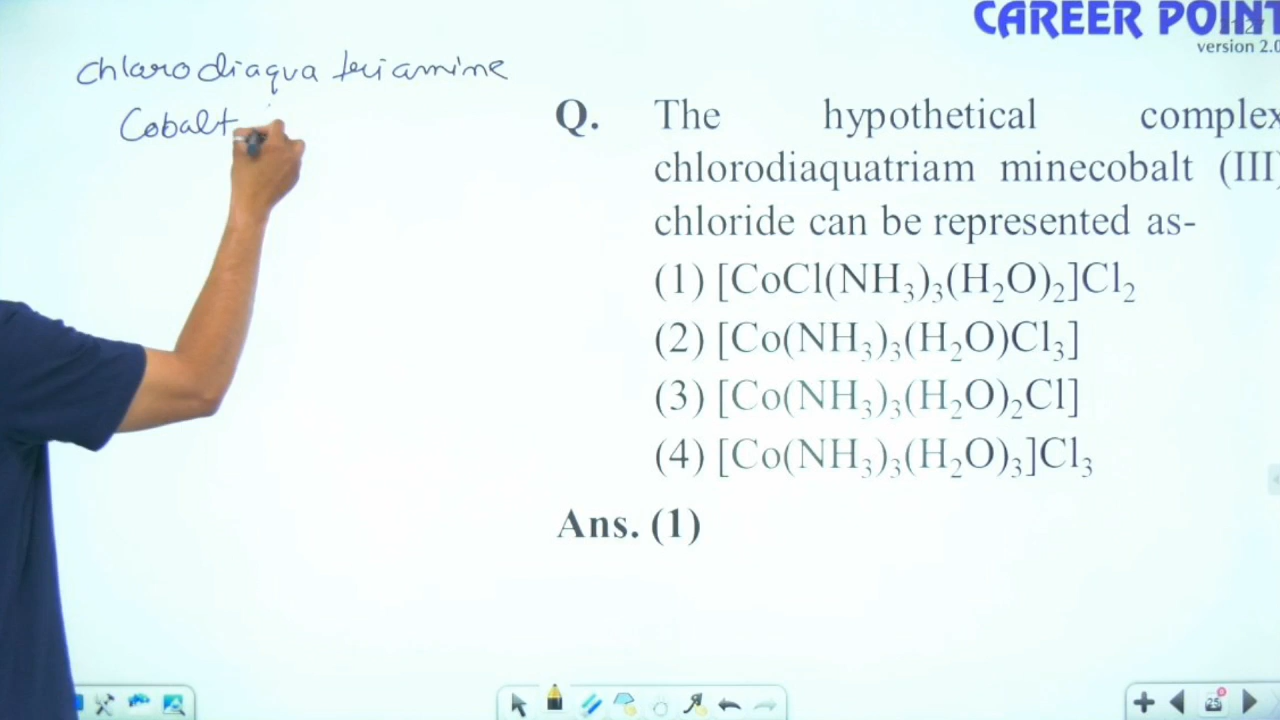 CAREER POINT
version 2.0
chlorodiaqua triamine
Cobalt
Q. The hypothetical complex
chlorodiaquatriam minecobalt (III)
chloride can be represented as-
(1) [CoCl(NH₃)₃(H₂O)₂]Cl₂
(2) [Co(NH₃)₃(H₂O)Cl₃]
(3) [Co(NH₃)₃(H₂O)₂Cl]
(4) [Co(NH₃)₃(H₂O)₃]Cl₃
Ans. (1)
25